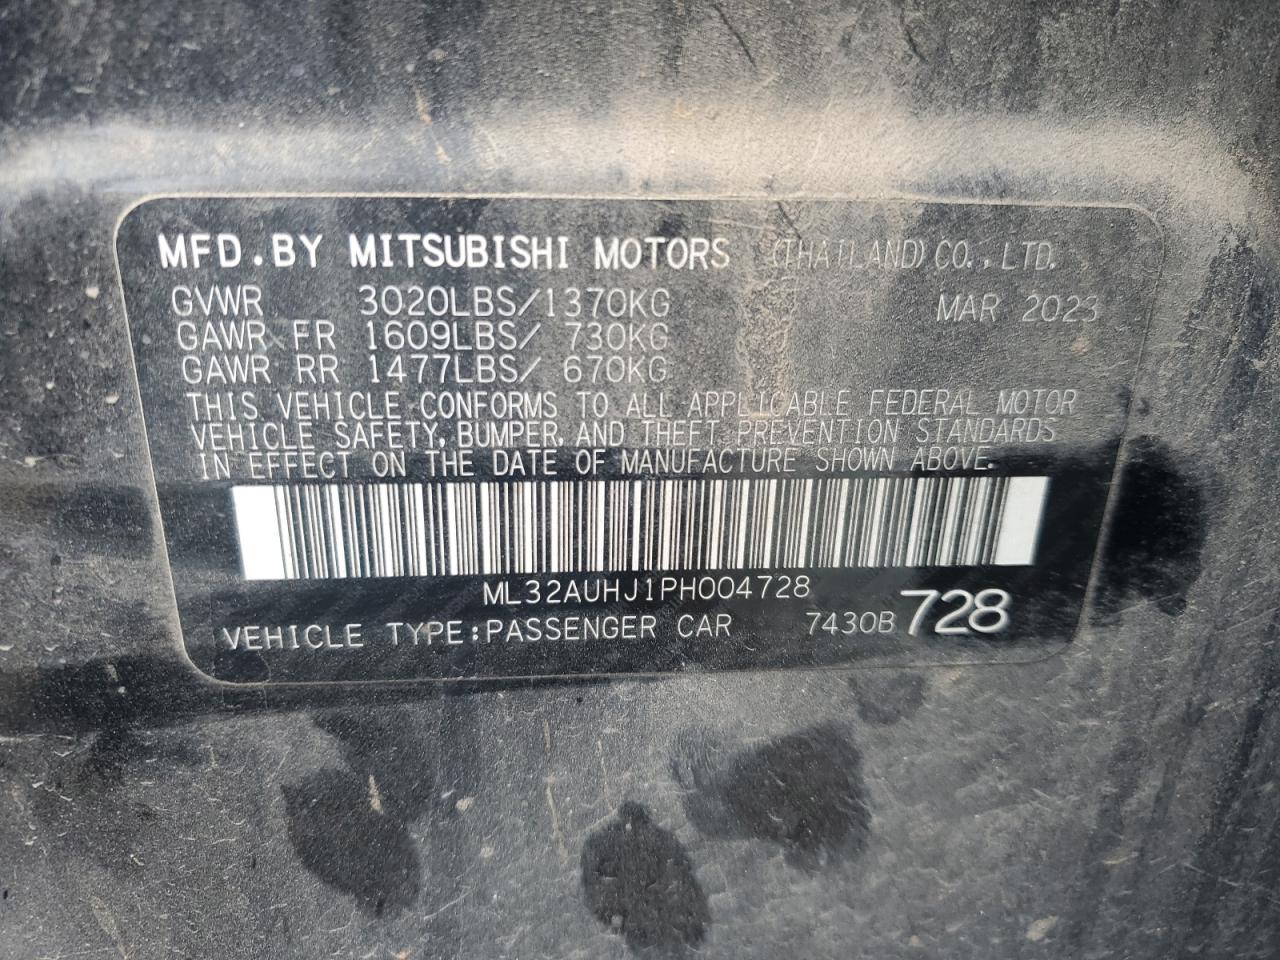 MFD.BY MITSUBISHI MOTORS (THAILAND) CO.,LTD.
GVWR 3020LBS/1370KG MAR 2023
GAWR FR 1609LBS/ 730KG
GAWR RR 1477LBS/ 670KG
THIS VEHICLE CONFORMS TO ALL APPLICABLE FEDERAL MOTOR
VEHICLE SAFETY, BUMPER, AND THEFT PREVENTION STANDARDS
IN EFFECT ON THE DATE OF MANUFACTURE SHOWN ABOVE.
ML32AUHJ1PH004728
VEHICLE TYPE:PASSENGER CAR 7430B 728